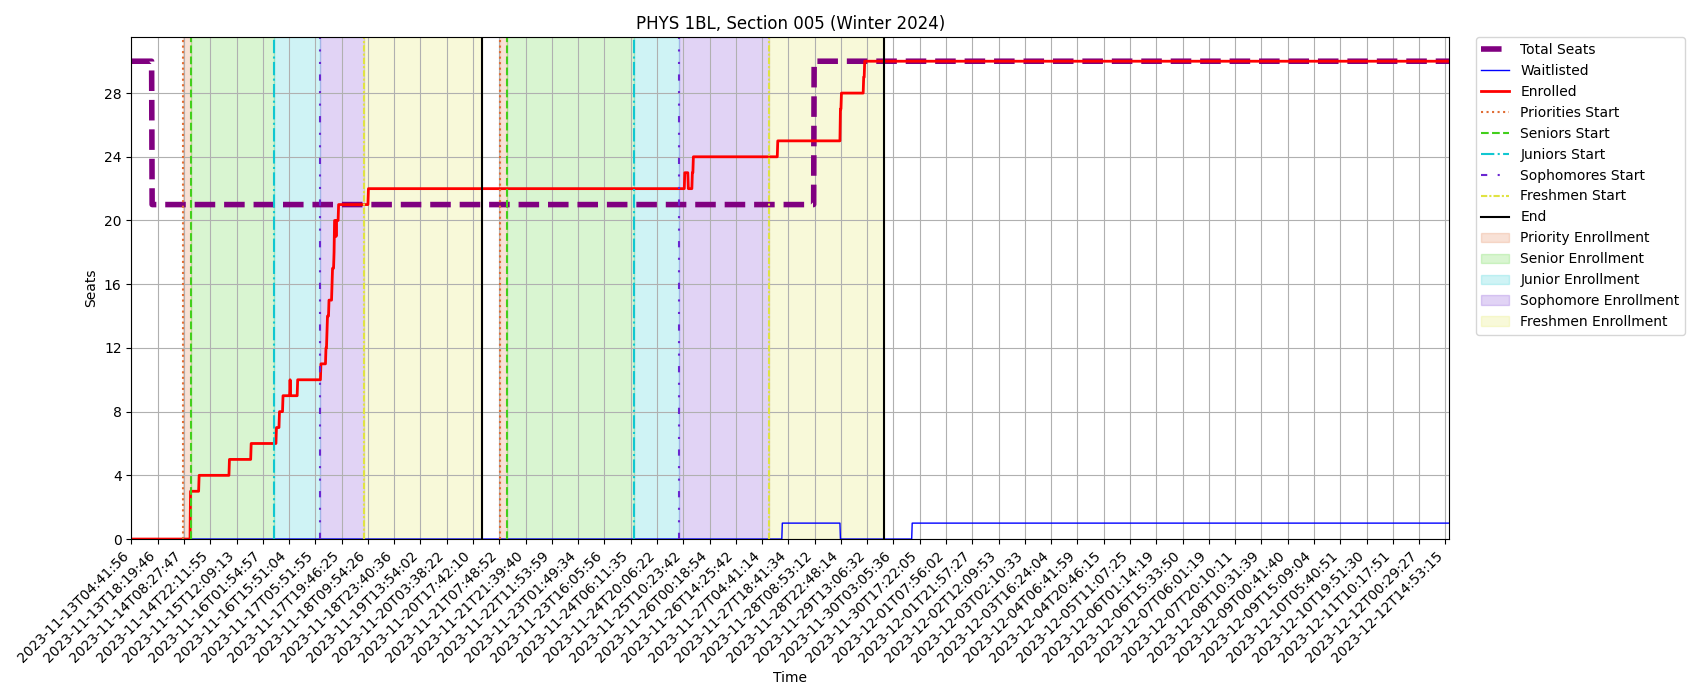 PHYS 1BL, Section 005 (Winter 2024)
Seats
28
24
20
16
12
8
4
0
2023-11-13T04:41:56
2023-11-13T18:19:46
2023-11-14T08:27:47
2023-11-14T22:11:55
2023-11-15T12:09:13
2023-11-16T01:54:57
2023-11-16T15:51:04
2023-11-17T05:51:55
2023-11-17T19:46:25
2023-11-18T09:54:26
2023-11-18T23:40:36
2023-11-19T13:54:02
2023-11-20T03:38:22
2023-11-20T17:42:10
2023-11-21T07:48:52
2023-11-21T21:39:40
2023-11-22T11:53:59
2023-11-23T01:49:34
2023-11-23T16:05:56
2023-11-24T06:11:35
2023-11-24T20:06:22
2023-11-25T10:23:42
2023-11-26T00:18:54
2023-11-26T14:25:42
2023-11-27T04:41:14
2023-11-27T18:41:34
2023-11-28T08:53:12
2023-11-28T22:48:14
2023-11-29T13:06:32
2023-11-30T03:05:36
2023-11-30T17:22:05
2023-12-01T07:56:02
2023-12-01T21:57:27
2023-12-02T12:09:53
2023-12-03T02:10:33
2023-12-03T16:24:04
2023-12-04T06:41:59
2023-12-04T20:46:15
2023-12-05T11:07:25
2023-12-06T01:14:19
2023-12-06T15:33:50
2023-12-07T06:01:19
2023-12-07T20:10:11
2023-12-08T10:31:39
2023-12-09T00:41:40
2023-12-09T15:09:04
2023-12-10T05:40:51
2023-12-10T19:51:30
2023-12-11T10:17:51
2023-12-12T00:29:27
2023-12-12T14:53:15
Time
Total Seats
Waitlisted
Enrolled
Priorities Start
Seniors Start
Juniors Start
Sophomores Start
Freshmen Start
End
Priority Enrollment
Senior Enrollment
Junior Enrollment
Sophomore Enrollment
Freshmen Enrollment